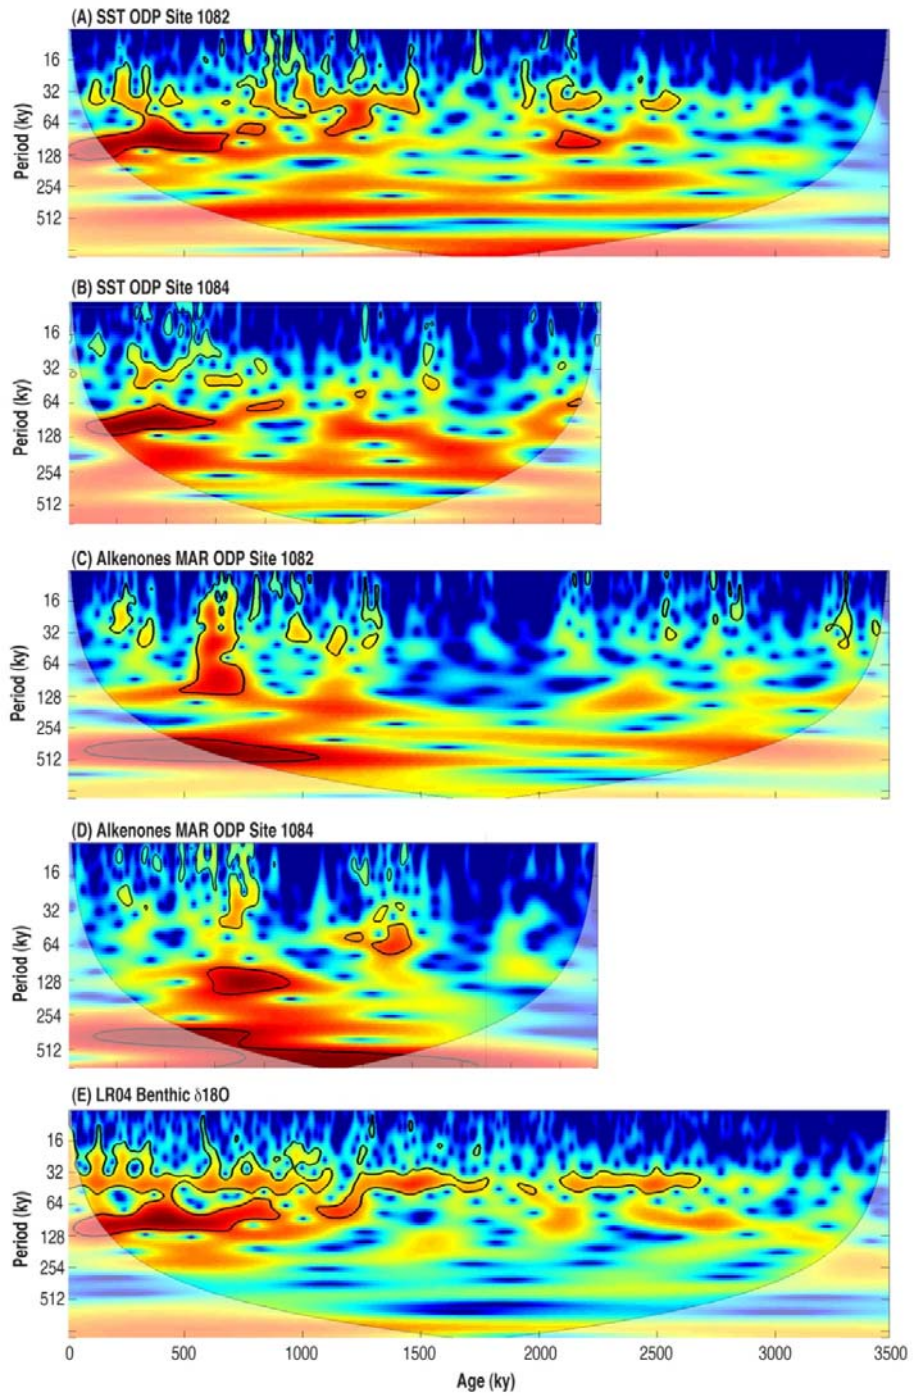 (A) SST ODP Site 1082
16
32
64
128
254
512
Period (ky)
(B) SST ODP Site 1084
16
32
64
128
254
512
Period (ky)
(C) Alkenones MAR ODP Site 1082
16
32
64
128
254
512
Period (ky)
(D) Alkenones MAR ODP Site 1084
16
32
64
128
254
512
Period (ky)
(E) LR04 Benthic δ18O
16
32
64
128
254
512
Period (ky)
0 500 1000 1500 2000 2500 3000 3500
Age (ky)